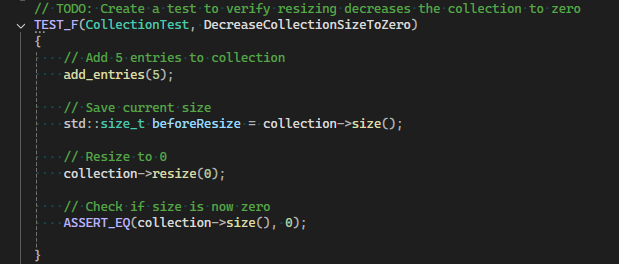 // TODO: Create a test to verify resizing decreases the collection to zero
TEST_F(CollectionTest, DecreaseCollectionSizeToZero)
{
    // Add 5 entries to collection
    add_entries(5);

    // Save current size
    std::size_t beforeResize = collection->size();

    // Resize to 0
    collection->resize(0);

    // Check if size is now zero
    ASSERT_EQ(collection->size(), 0);

}